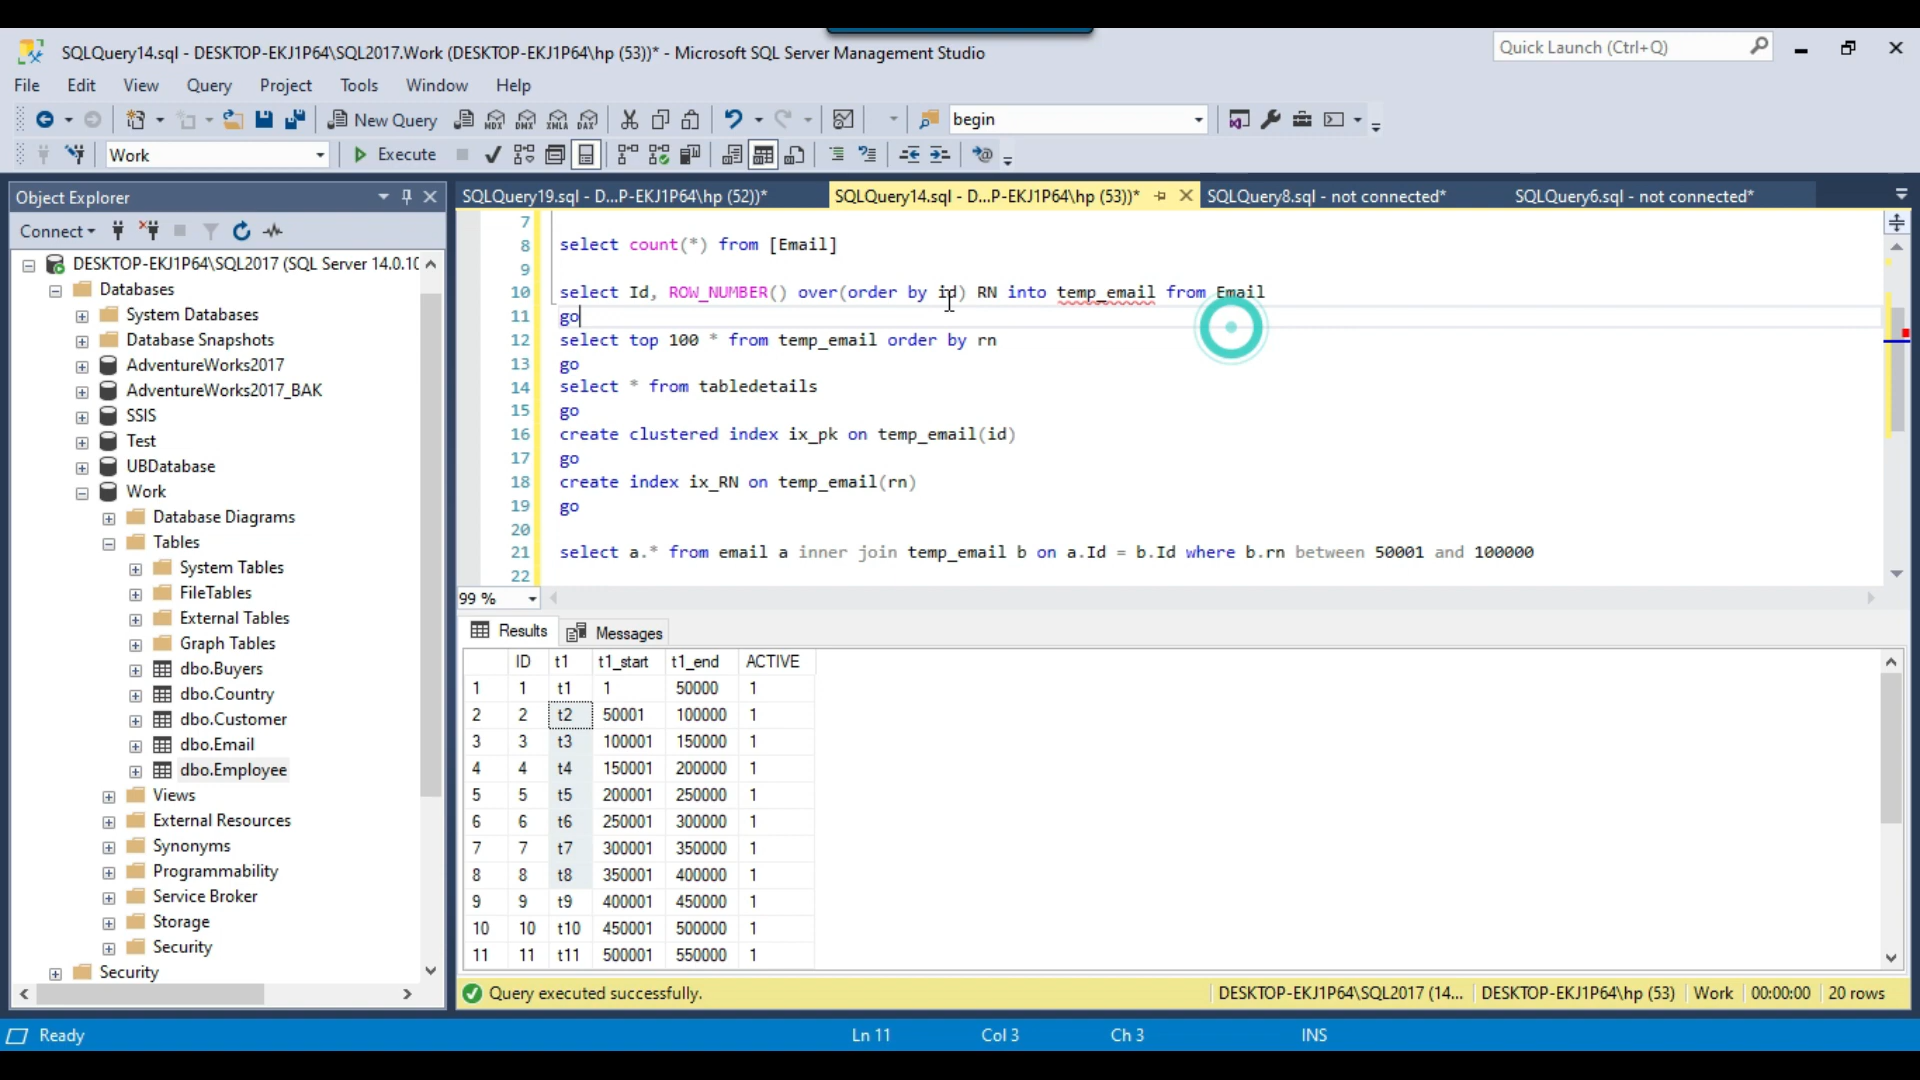 SQLQuery14.sql - DESKTOP-EKJ1P64\SQL2017.Work (DESKTOP-EKJ1P64\hp (53))* - Microsoft SQL Server Management Studio
Quick Launch (Ctrl+Q)
File Edit View Query Project Tools Window Help
New Query MDX DMX XMLA DAX begin
Work Execute
Object Explorer
SQLQuery19.sql - D...P-EKJ1P64\hp (52))* SQLQuery14.sql - D...P-EKJ1P64\hp (53))* SQLQuery8.sql - not connected* SQLQuery6.sql - not connected*
Connect
DESKTOP-EKJ1P64\SQL2017 (SQL Server 14.0.10
Databases
System Databases
Database Snapshots
AdventureWorks2017
AdventureWorks2017_BAK
SSIS
Test
UBDatabase
Work
Database Diagrams
Tables
System Tables
FileTables
External Tables
Graph Tables
dbo.Buyers
dbo.Country
dbo.Customer
dbo.Email
dbo.Employee
Views
External Resources
Synonyms
Programmability
Service Broker
Storage
Security
Security
7
8 select count(*) from [Email]
9
10 select Id, ROW_NUMBER() over(order by id) RN into temp_email from Email
11 go
12 select top 100 * from temp_email order by rn
13 go
14 select * from tabledetails
15 go
16 create clustered index ix_pk on temp_email(id)
17 go
18 create index ix_RN on temp_email(rn)
19 go
20
21 select a.* from email a inner join temp_email b on a.Id = b.Id where b.rn between 50001 and 100000
22
99 %
Results Messages
ID t1 t1_start t1_end ACTIVE
1 1 t1 1 50000 1
2 2 t2 50001 100000 1
3 3 t3 100001 150000 1
4 4 t4 150001 200000 1
5 5 t5 200001 250000 1
6 6 t6 250001 300000 1
7 7 t7 300001 350000 1
8 8 t8 350001 400000 1
9 9 t9 400001 450000 1
10 10 t10 450001 500000 1
11 11 t11 500001 550000 1
Query executed successfully. DESKTOP-EKJ1P64\SQL2017 (14... DESKTOP-EKJ1P64\hp (53) Work 00:00:00 20 rows
Ready Ln 11 Col 3 Ch 3 INS